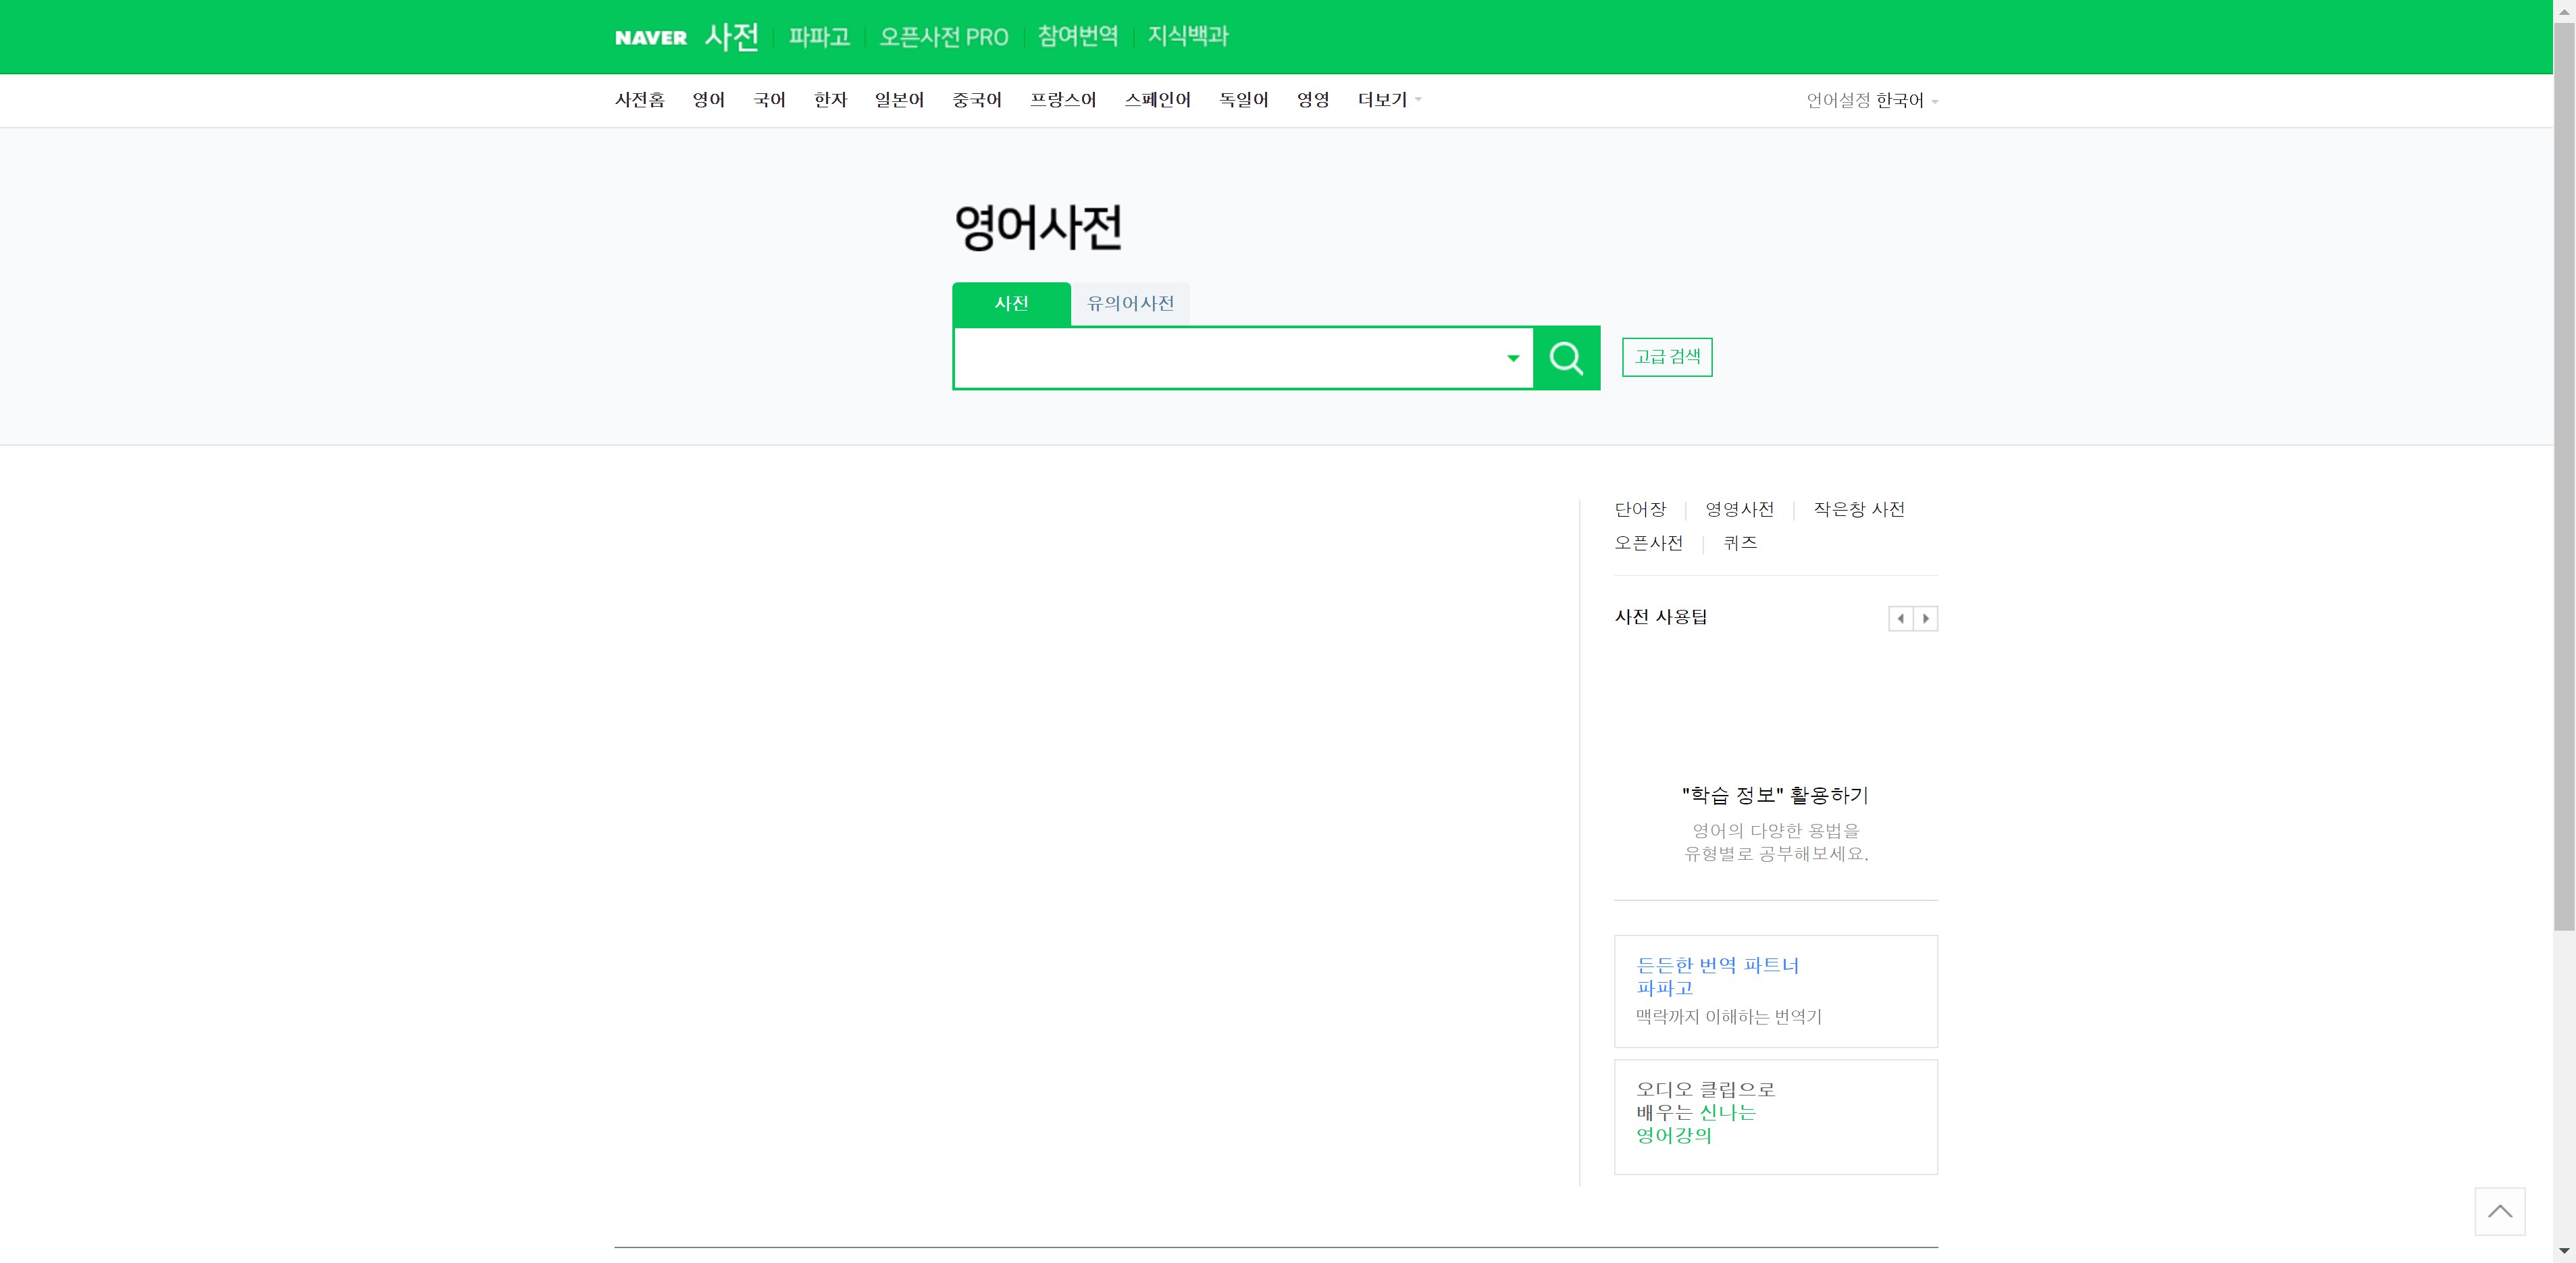 NAVER 사전 파파고 오픈사전 PRO 참여번역 지식백과
사전홈 영어 국어 한자 일본어 중국어 프랑스어 스페인어 독일어 영영 더보기 언어설정 한국어
영어사전
사전 유의어사전
고급 검색
단어장 영영사전 작은창 사전
오픈사전 퀴즈
사전 사용팁
"학습 정보" 활용하기
영어의 다양한 용법을
유형별로 공부해보세요.
든든한 번역 파트너
파파고
맥락까지 이해하는 번역기
오디오 클립으로
배우는 신나는
영어강의